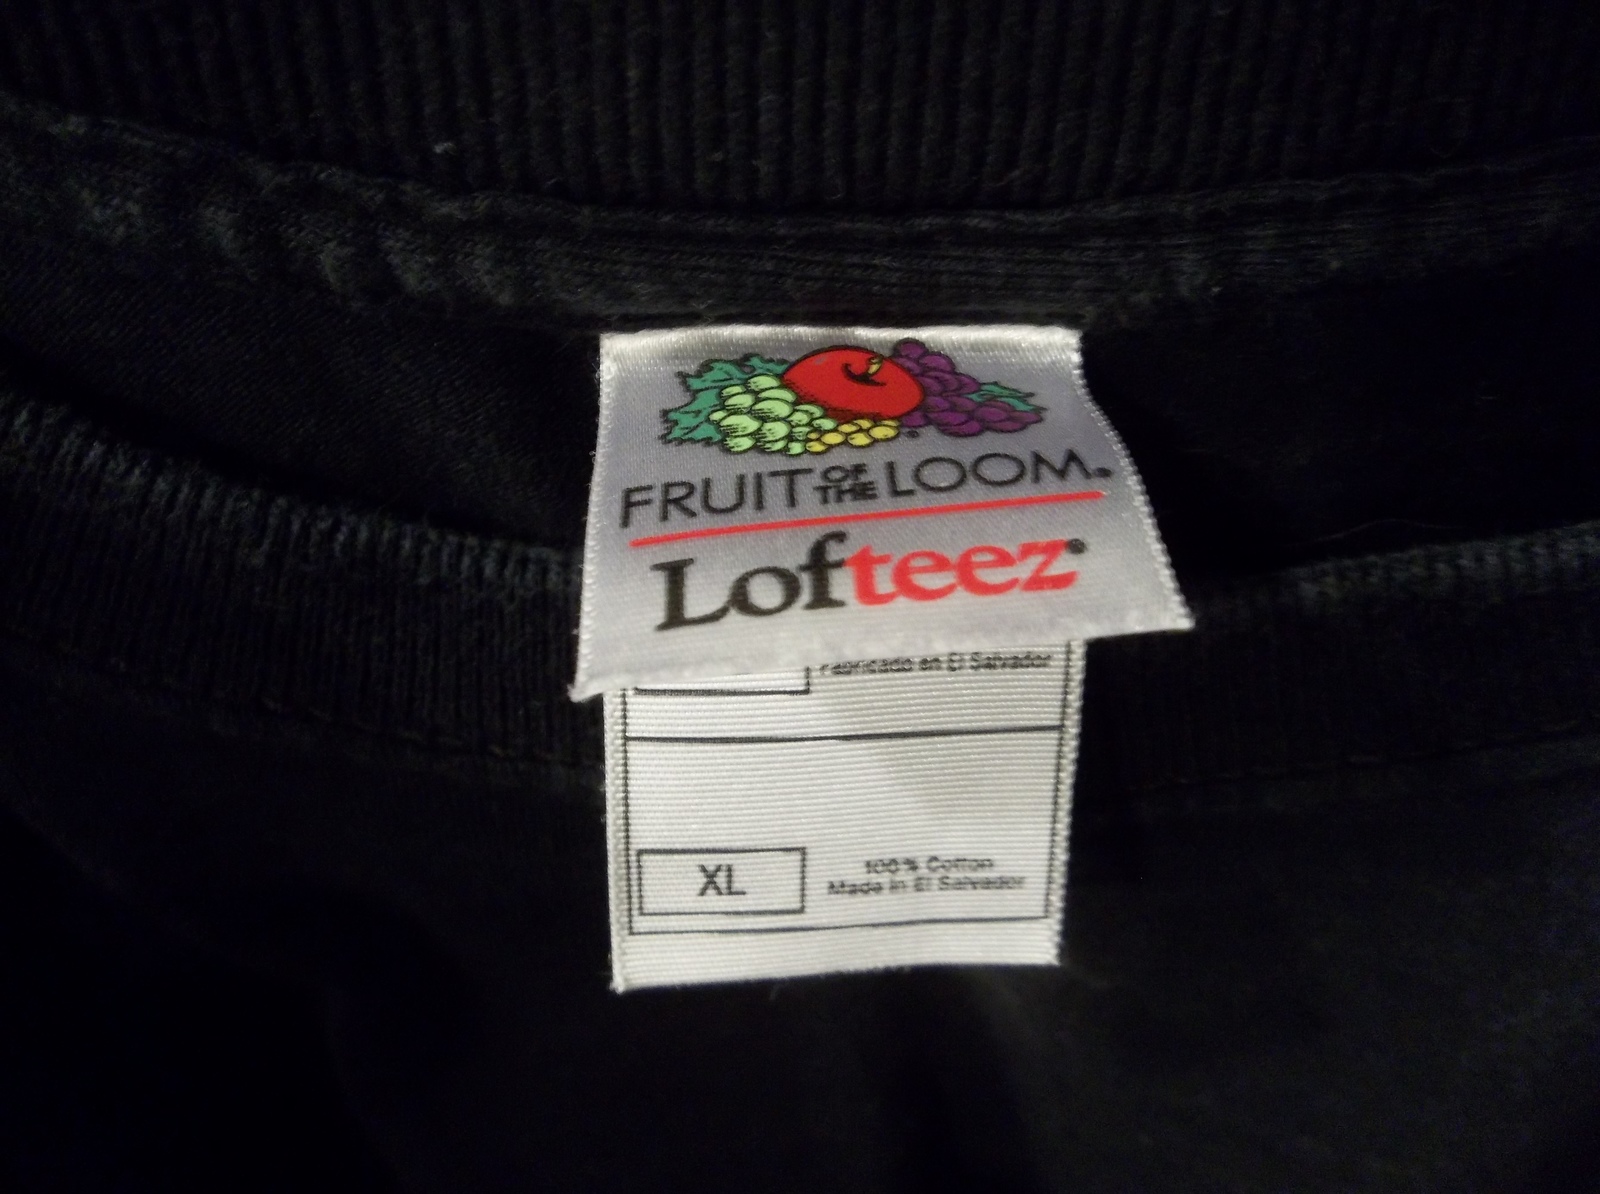 FRUIT OF THE LOOM®
Lofteez®
Fabricado en El Salvador
XL
100% Cotton
Made in El Salvador